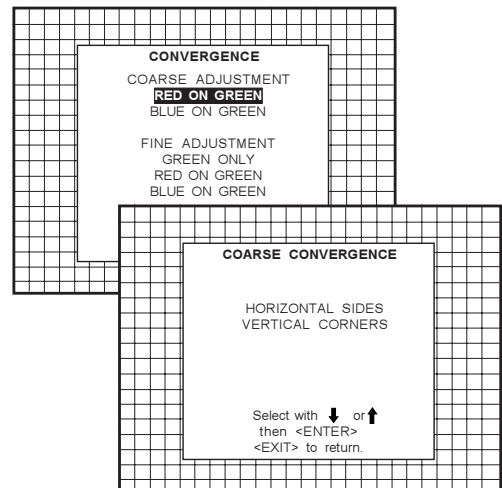 CONVERGENCE
COARSE ADJUSTMENT
RED ON GREEN
BLUE ON GREEN
FINE ADJUSTMENT
GREEN ONLY
RED ON GREEN
BLUE ON GREEN
COARSE CONVERGENCE
HORIZONTAL SIDES
VERTICAL CORNERS
Select with or
then <ENTER>
<EXIT> to return.